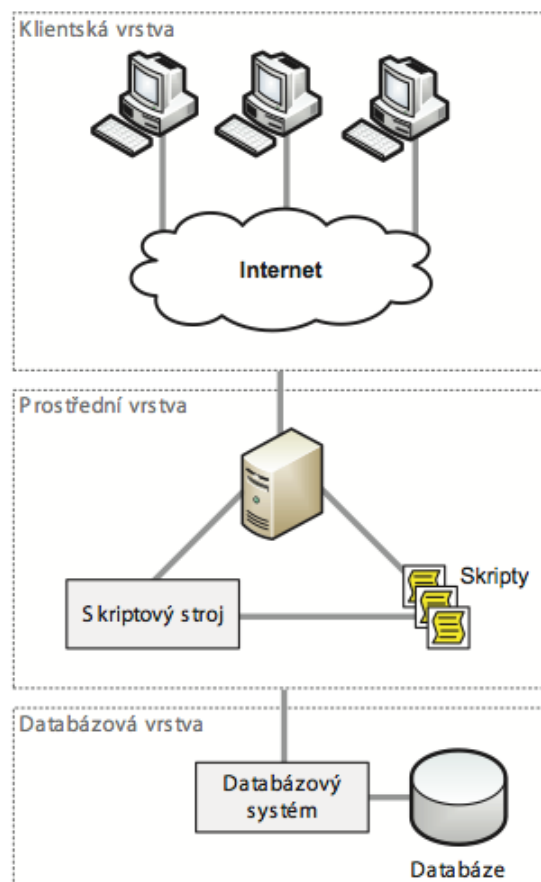 Klientská vrstva
Internet
Prostřední vrstva
Skripty
Skriptový stroj
Databázová vrstva
Databázový
systém
Databáze